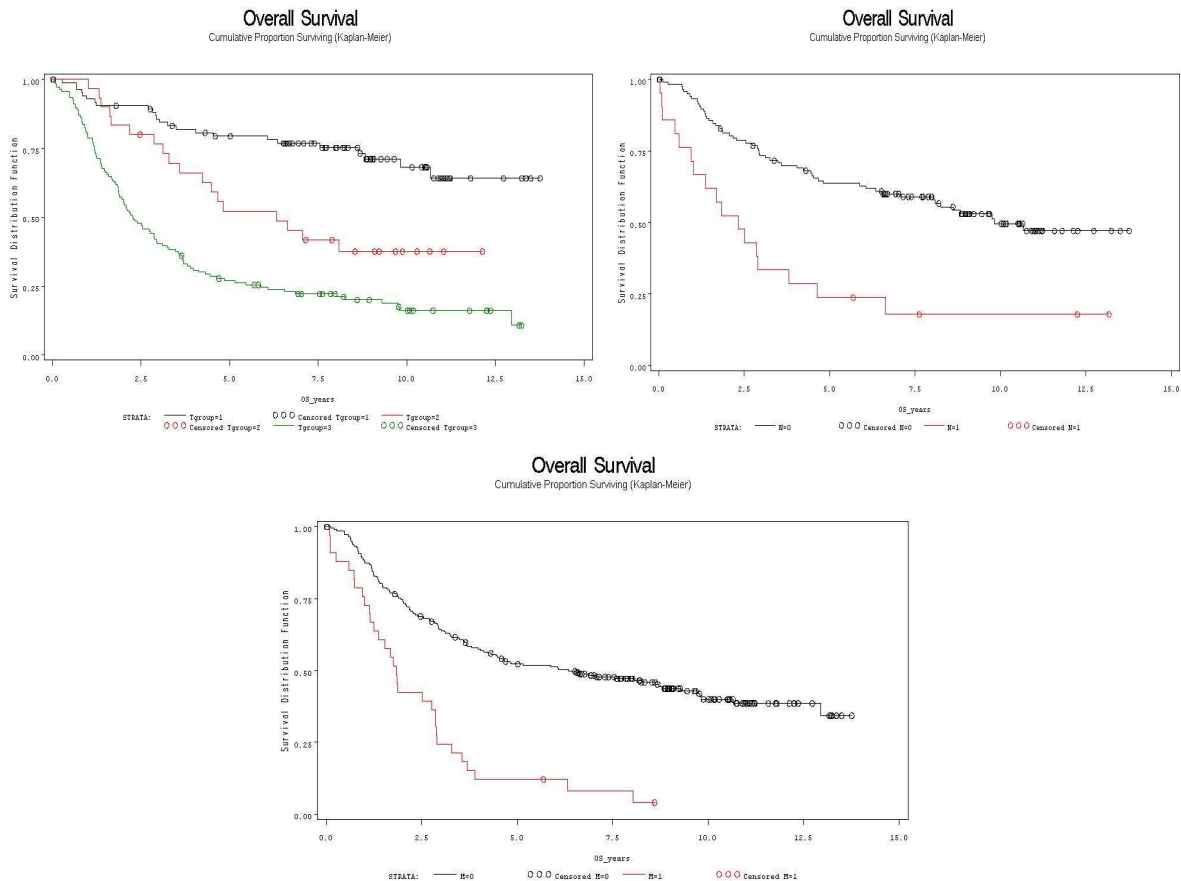 Overall Survival
Cumulative Proportion Surviving (Kaplan-Meier)
1.00
0.75
0.50
0.25
0.00
Survival Distribution Function
0.0 2.5 5.0 7.5 10.0 12.5 15.0
OS_years
STRATA: Tgroup=1 Censored Tgroup=1 Tgroup=2
Censored Tgroup=2 Tgroup=3 Censored Tgroup=3
Overall Survival
Cumulative Proportion Surviving (Kaplan-Meier)
1.00
0.75
0.50
0.25
0.00
Survival Distribution Function
0.0 2.5 5.0 7.5 10.0 12.5 15.0
OS_years
STRATA: N=0 Censored N=0 N=1 Censored N=1
Overall Survival
Cumulative Proportion Surviving (Kaplan-Meier)
1.00
0.75
0.50
0.25
0.00
Survival Distribution Function
0.0 2.5 5.0 7.5 10.0 12.5 15.0
OS_years
STRATA: M=0 Censored M=0 M=1 Censored M=1